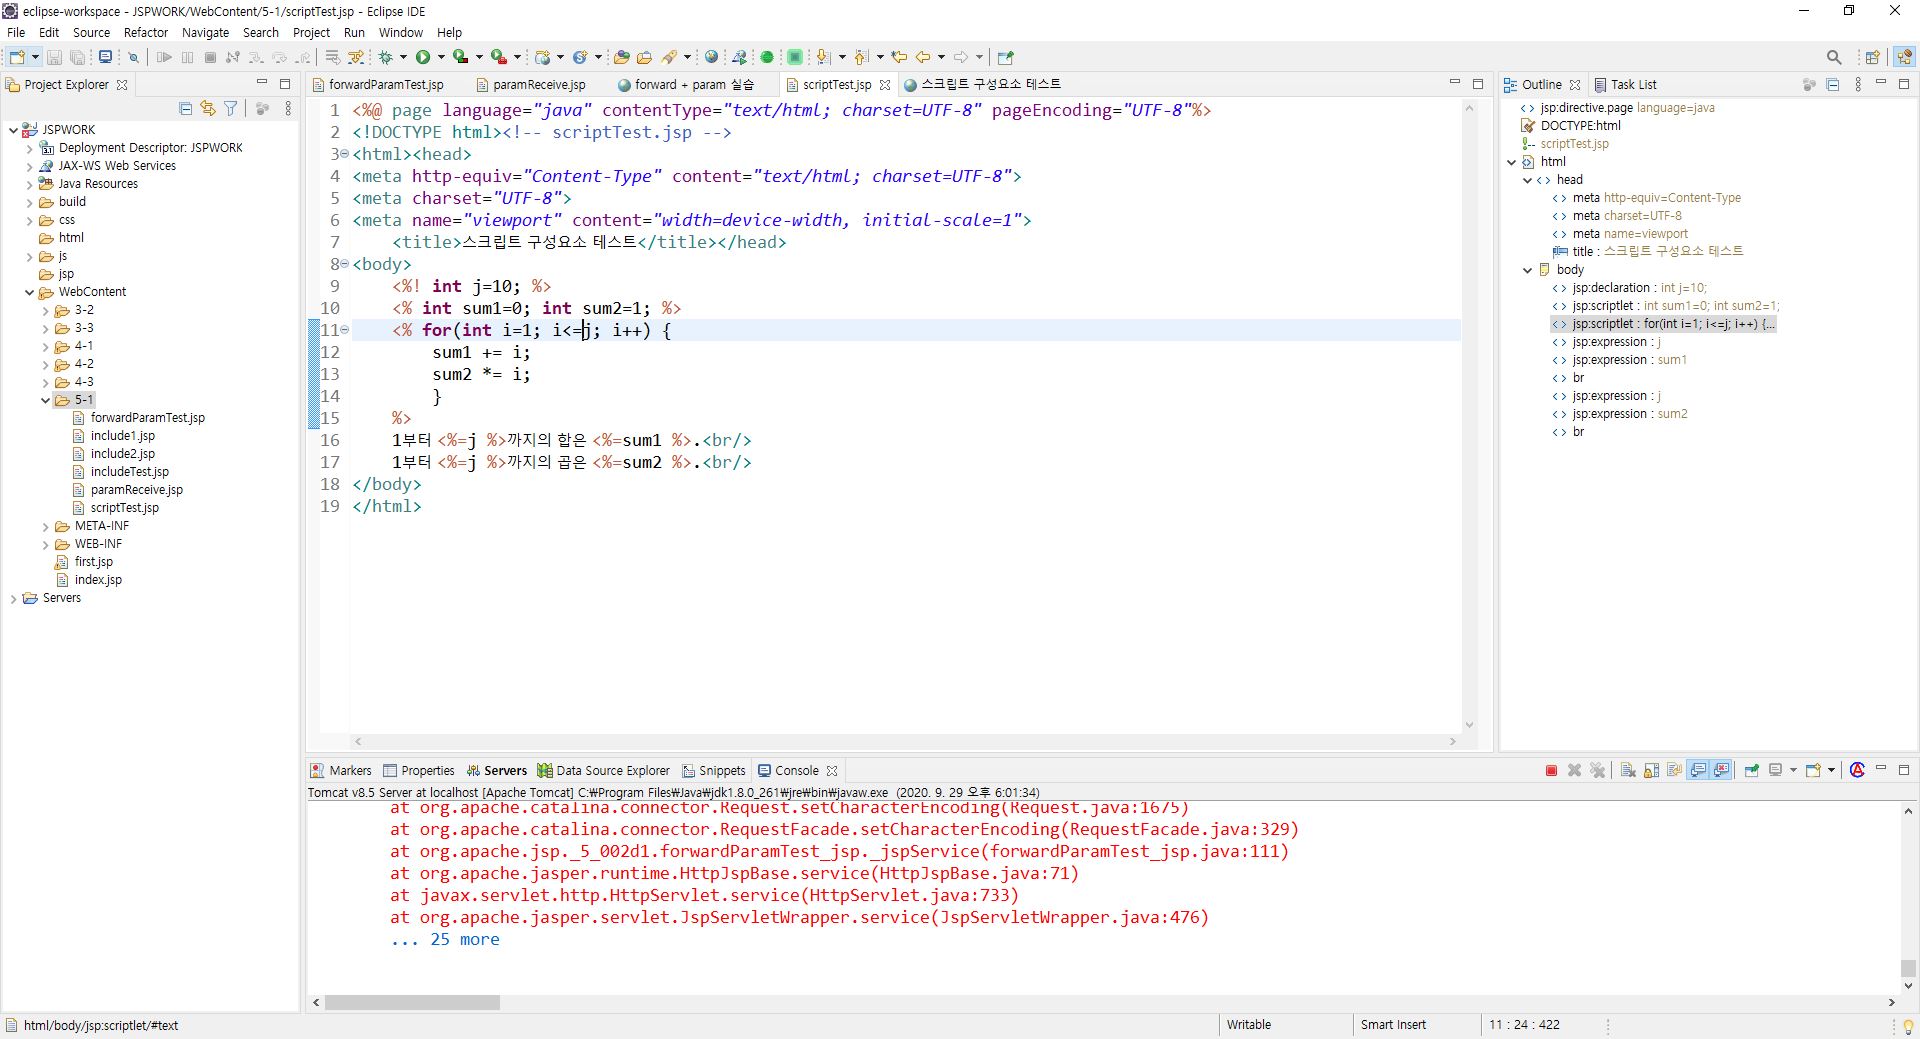 eclipse-workspace - JSPWORK/WebContent/5-1/scriptTest.jsp - Eclipse IDE
File Edit Source Refactor Navigate Search Project Run Window Help
Project Explorer
JSPWORK
Deployment Descriptor: JSPWORK
JAX-WS Web Services
Java Resources
build
css
html
js
jsp
WebContent
3-2
3-3
4-1
4-2
4-3
5-1
forwardParamTest.jsp
include1.jsp
include2.jsp
includeTest.jsp
paramReceive.jsp
scriptTest.jsp
META-INF
WEB-INF
first.jsp
index.jsp
Servers
forwardParamTest.jsp paramReceive.jsp forward + param 실습 scriptTest.jsp 스크립트 구성요소 테스트
1 <%@ page language="java" contentType="text/html; charset=UTF-8" pageEncoding="UTF-8"%>
2 <!DOCTYPE html><!-- scriptTest.jsp -->
3 <html><head>
4 <meta http-equiv="Content-Type" content="text/html; charset=UTF-8">
5 <meta charset="UTF-8">
6 <meta name="viewport" content="width=device-width, initial-scale=1">
7 <title>스크립트 구성요소 테스트</title></head>
8 <body>
9 <%! int j=10; %>
10 <% int sum1=0; int sum2=1; %>
11 <% for(int i=1; i<=j; i++) {
12 sum1 += i;
13 sum2 *= i;
14 }
15 %>
16 1부터 <%=j %>까지의 합은 <%=sum1 %>.<br/>
17 1부터 <%=j %>까지의 곱은 <%=sum2 %>.<br/>
18 </body>
19 </html>
Outline Task List
jsp:directive.page language=java
DOCTYPE:html
scriptTest.jsp
html
head
meta http-equiv=Content-Type
meta charset=UTF-8
meta name=viewport
title : 스크립트 구성요소 테스트
body
jsp:declaration : int j=10;
jsp:scriptlet : int sum1=0; int sum2=1;
jsp:scriptlet : for(int i=1; i<=j; i++) {...
jsp:expression : j
jsp:expression : sum1
br
jsp:expression : j
jsp:expression : sum2
br
Markers Properties Servers Data Source Explorer Snippets Console
Tomcat v8.5 Server at localhost [Apache Tomcat] C:₩Program Files₩Java₩jdk1.8.0_261₩jre₩bin₩javaw.exe (2020. 9. 29 오후 6:01:34)
at org.apache.catalina.connector.Request.setCharacterEncoding(Request.java:1675)
at org.apache.catalina.connector.RequestFacade.setCharacterEncoding(RequestFacade.java:329)
at org.apache.jsp._5_002d1.forwardParamTest_jsp._jspService(forwardParamTest_jsp.java:111)
at org.apache.jasper.runtime.HttpJspBase.service(HttpJspBase.java:71)
at javax.servlet.http.HttpServlet.service(HttpServlet.java:733)
at org.apache.jasper.servlet.JspServletWrapper.service(JspServletWrapper.java:476)
... 25 more
html/body/jsp:scriptlet/#text
Writable
Smart Insert
11 : 24 : 422